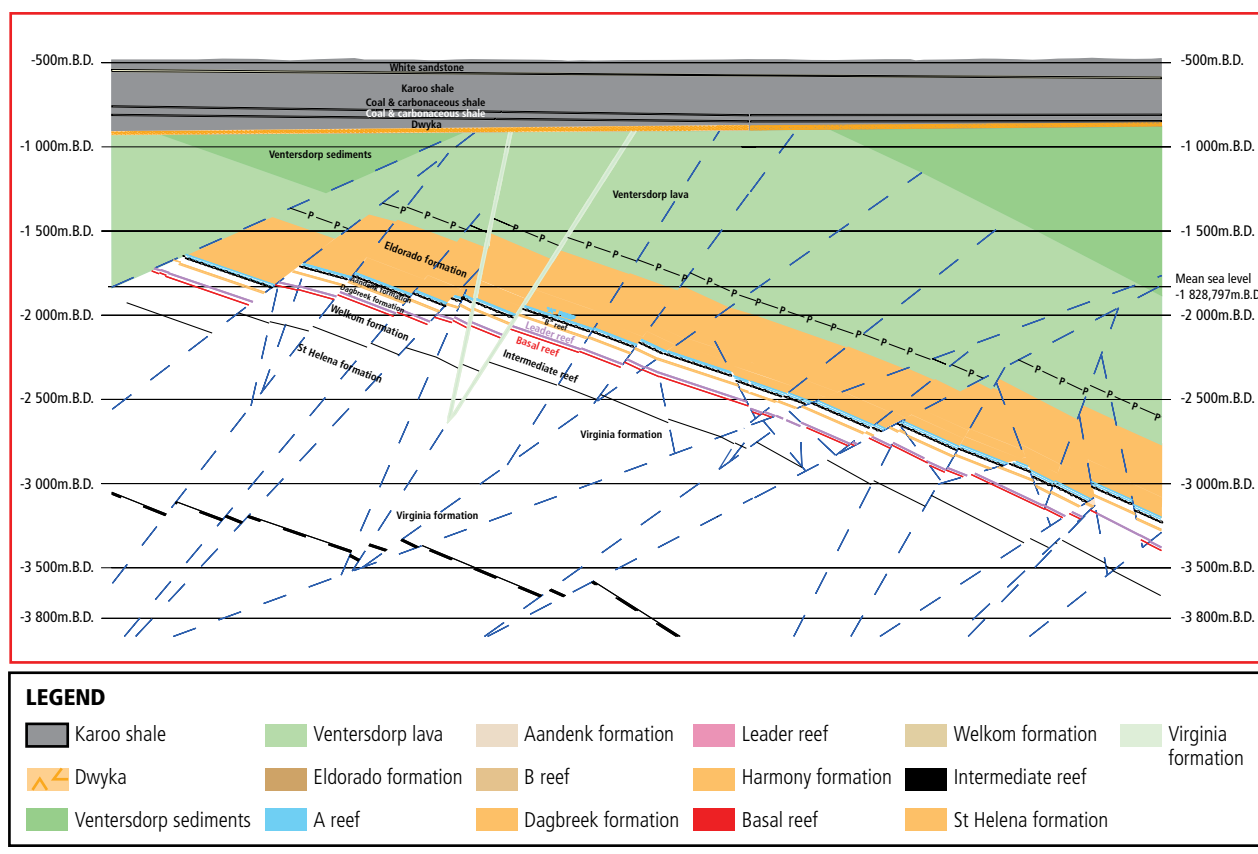 -500m.B.D.
-500m.B.D.
White sandstone
Karoo shale
Coal & carbonaceous shale
Coal & carbonaceous shale
Dwyka
-1 000m.B.D.
-1 000m.B.D.
Ventersdorp sediments
Ventersdorp lava
P P P P P P P P P P P P P P P P P P P P P P P P P P
-1 500m.B.D.
-1 500m.B.D.
Eldorado formation
Mean sea level
-1 828,797m.B.D
Aandenk formation
Dagbreek formation
-2 000m.B.D.
-2 000m.B.D.
Welkom formation
B reef
Leader reef
Basal reef
St Helena formation
Intermediate reef
-2 500m.B.D.
-2 500m.B.D.
Virginia formation
-3 000m.B.D.
-3 000m.B.D.
Virginia formation
-3 500m.B.D.
-3 500m.B.D.
-3 800m.B.D.
-3 800m.B.D.
LEGEND
Karoo shale
Ventersdorp lava
Aandenk formation
Leader reef
Welkom formation
Virginia
formation
Dwyka
Eldorado formation
B reef
Harmony formation
Intermediate reef
Ventersdorp sediments
A reef
Dagbreek formation
Basal reef
St Helena formation